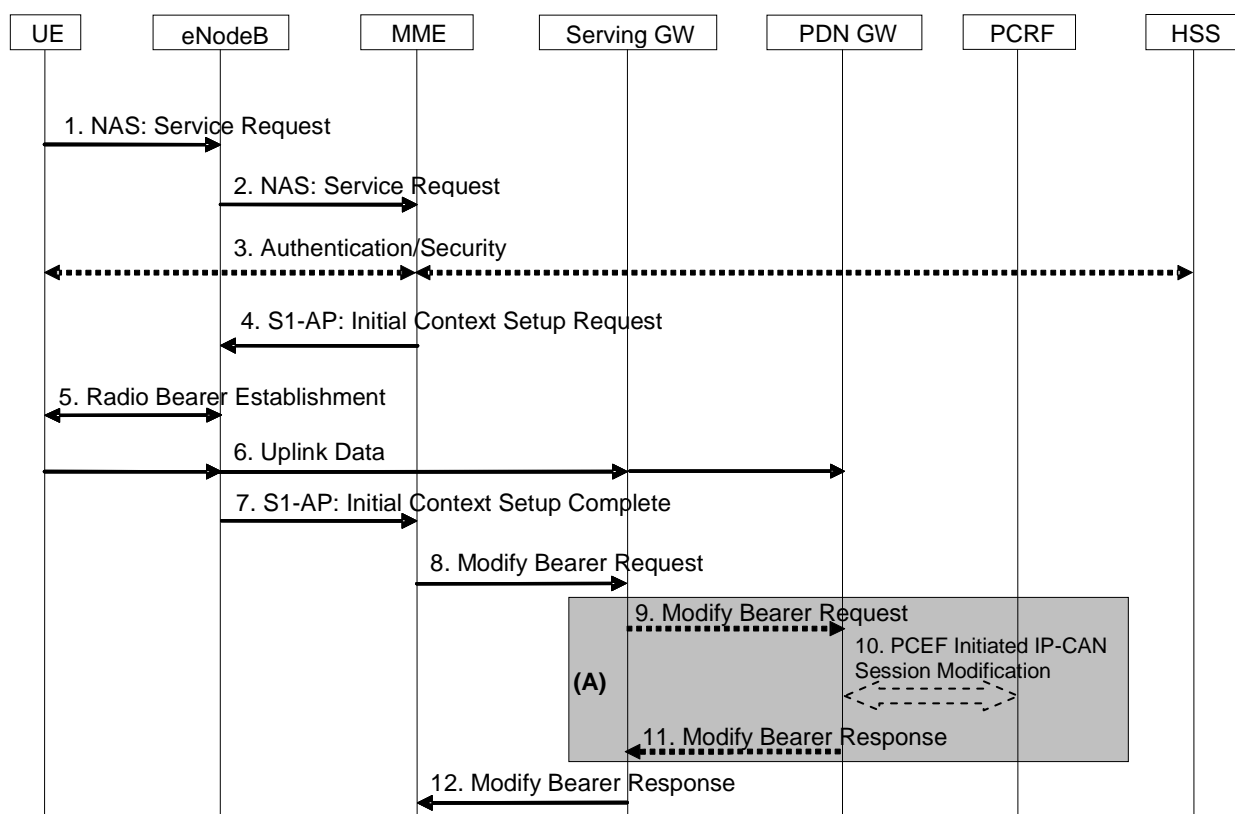 UE
eNodeB
MME
Serving GW
PDN GW
PCRF
HSS
1. NAS: Service Request
2. NAS: Service Request
3. Authentication/Security
4. S1-AP: Initial Context Setup Request
5. Radio Bearer Establishment
6. Uplink Data
7. S1-AP: Initial Context Setup Complete
8. Modify Bearer Request
9. Modify Bearer Request
10. PCEF Initiated IP-CAN
Session Modification
(A)
11. Modify Bearer Response
12. Modify Bearer Response